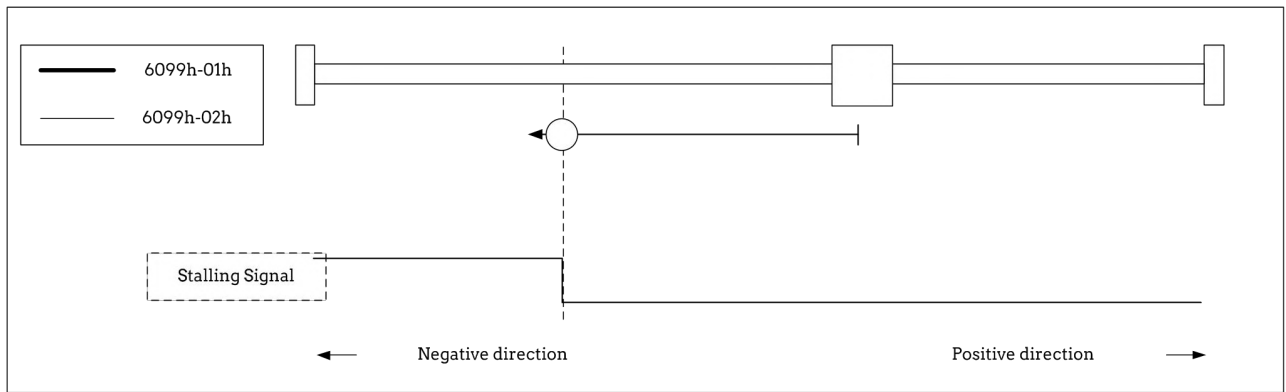 6099h-01h
6099h-02h
Stalling Signal
Negative direction
Positive direction